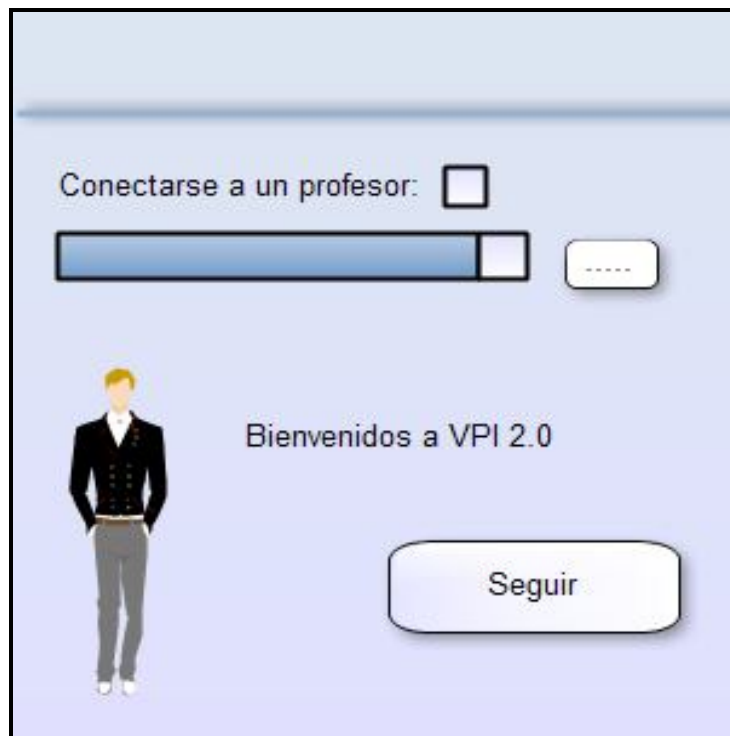 Conectarse a un profesor:
.....
Bienvenidos a VPI 2.0
Seguir